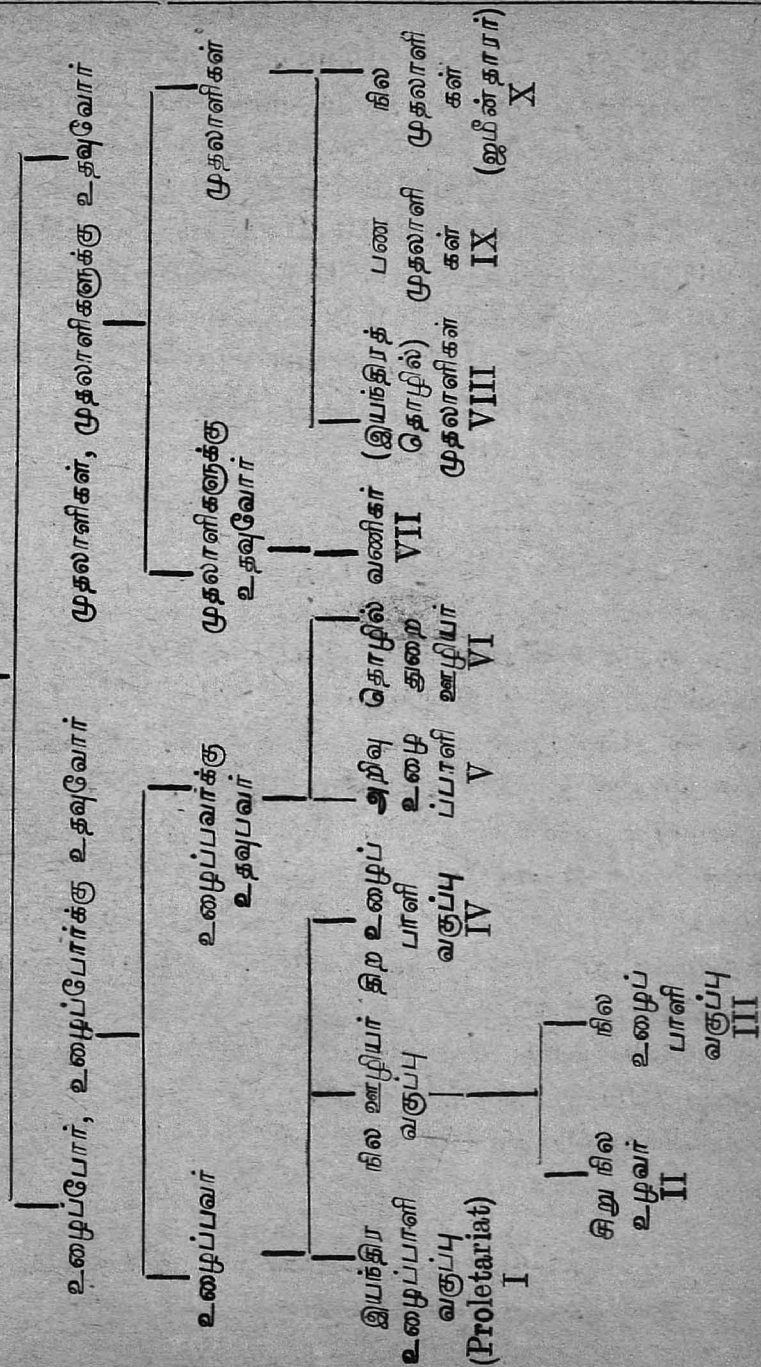 உழைப்போர், உழைப்போர்க்கு உதவுவோர்
முதலாளிகள், முதலாளிகளுக்கு உதவுவோர்
உழைப்பவர்
உழைப்பவர்க்கு
உதவுபவர்
முதலாளிகளுக்கு
உதவுவோர்
முதலாளிகள்
இயந்திர
உழைப்பாளி
வகுப்பு
(Proletariat)
I
நில ஊழியர்
வகுப்பு
சிறு நில
உழவர்
II
நில
உழைப்
பாளி
வகுப்பு
III
திற உழைப்
பாளி
வகுப்பு
IV
அறிவு
உழை
ப்பாளி
V
தொழில்
துறை
ஊழியர்
VI
வணிகர்
VII
(இயந்திரத்
தொழில்)
முதலாளிகள்
VIII
பண
முதலாளி
கள்
IX
நில
முதலாளி
கள்
(ஜமீன்தாரர்)
X